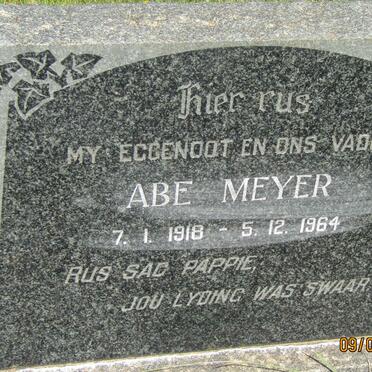 Hier rus
MY EGGENOOT EN ONS VAD
ABE MEYER
7. 1. 1918 - 5. 12. 1964
RUS SAG PAPPIE,
JOU LYDING WAS SWAAR
09/0